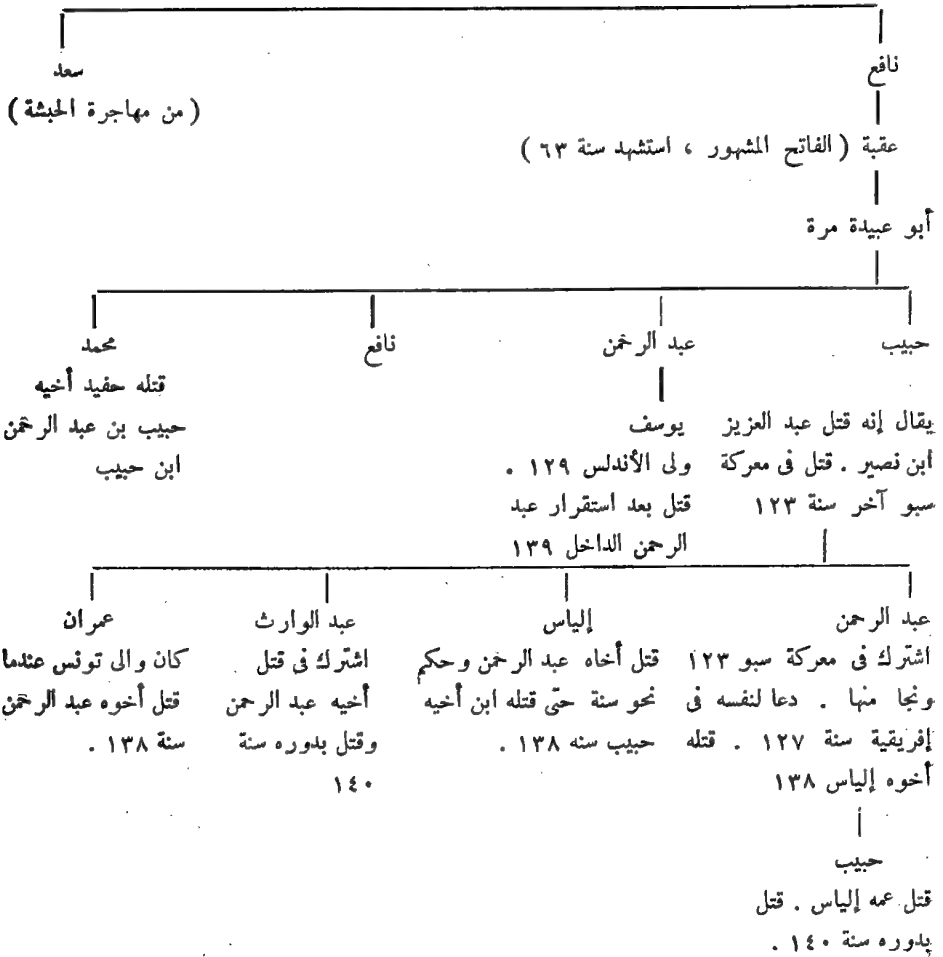 نافع
سعد
(من مهاجرة الحبشة)
عقبة (الفاتح المشهور ، استشهد سنة ٦٣)
أبو عبيدة مرة
حبيب
يقال إنه قتل عبد العزيز
ابن نصير . قتل فى معركة
سبو آخر سنة ١٢٣
عبد الرحمن
يوسف
ولى الأندلس ١٢٩ .
قتل بعد استقرار عبد
الرحمن الداخل ١٣٩
نافع
محمد
قتله حفيد أخيه
حبيب بن عبد الرحمن
ابن حبيب
عبد الرحمن
اشترك فى معركة سبو ١٢٣
ونجا منها . دعا لنفسه فى
إفريقية سنة ١٢٧ . قتله
أخوه إلياس ١٣٨
إلياس
قتل أخاه عبد الرحمن وحكم
نحو سنة حتى قتله ابن أخيه
حبيب سنه ١٣٨ .
عبد الوارث
اشترك فى قتل
أخيه عبد الرحمن
وقتل بدوره سنة
١٤٠
عمران
كان والى تونس عندما
قتل أخوه عبد الرحمن
سنة ١٣٨ .
حبيب
قتل عمه إلياس . قتل
بدوره سنة ١٤٠ .